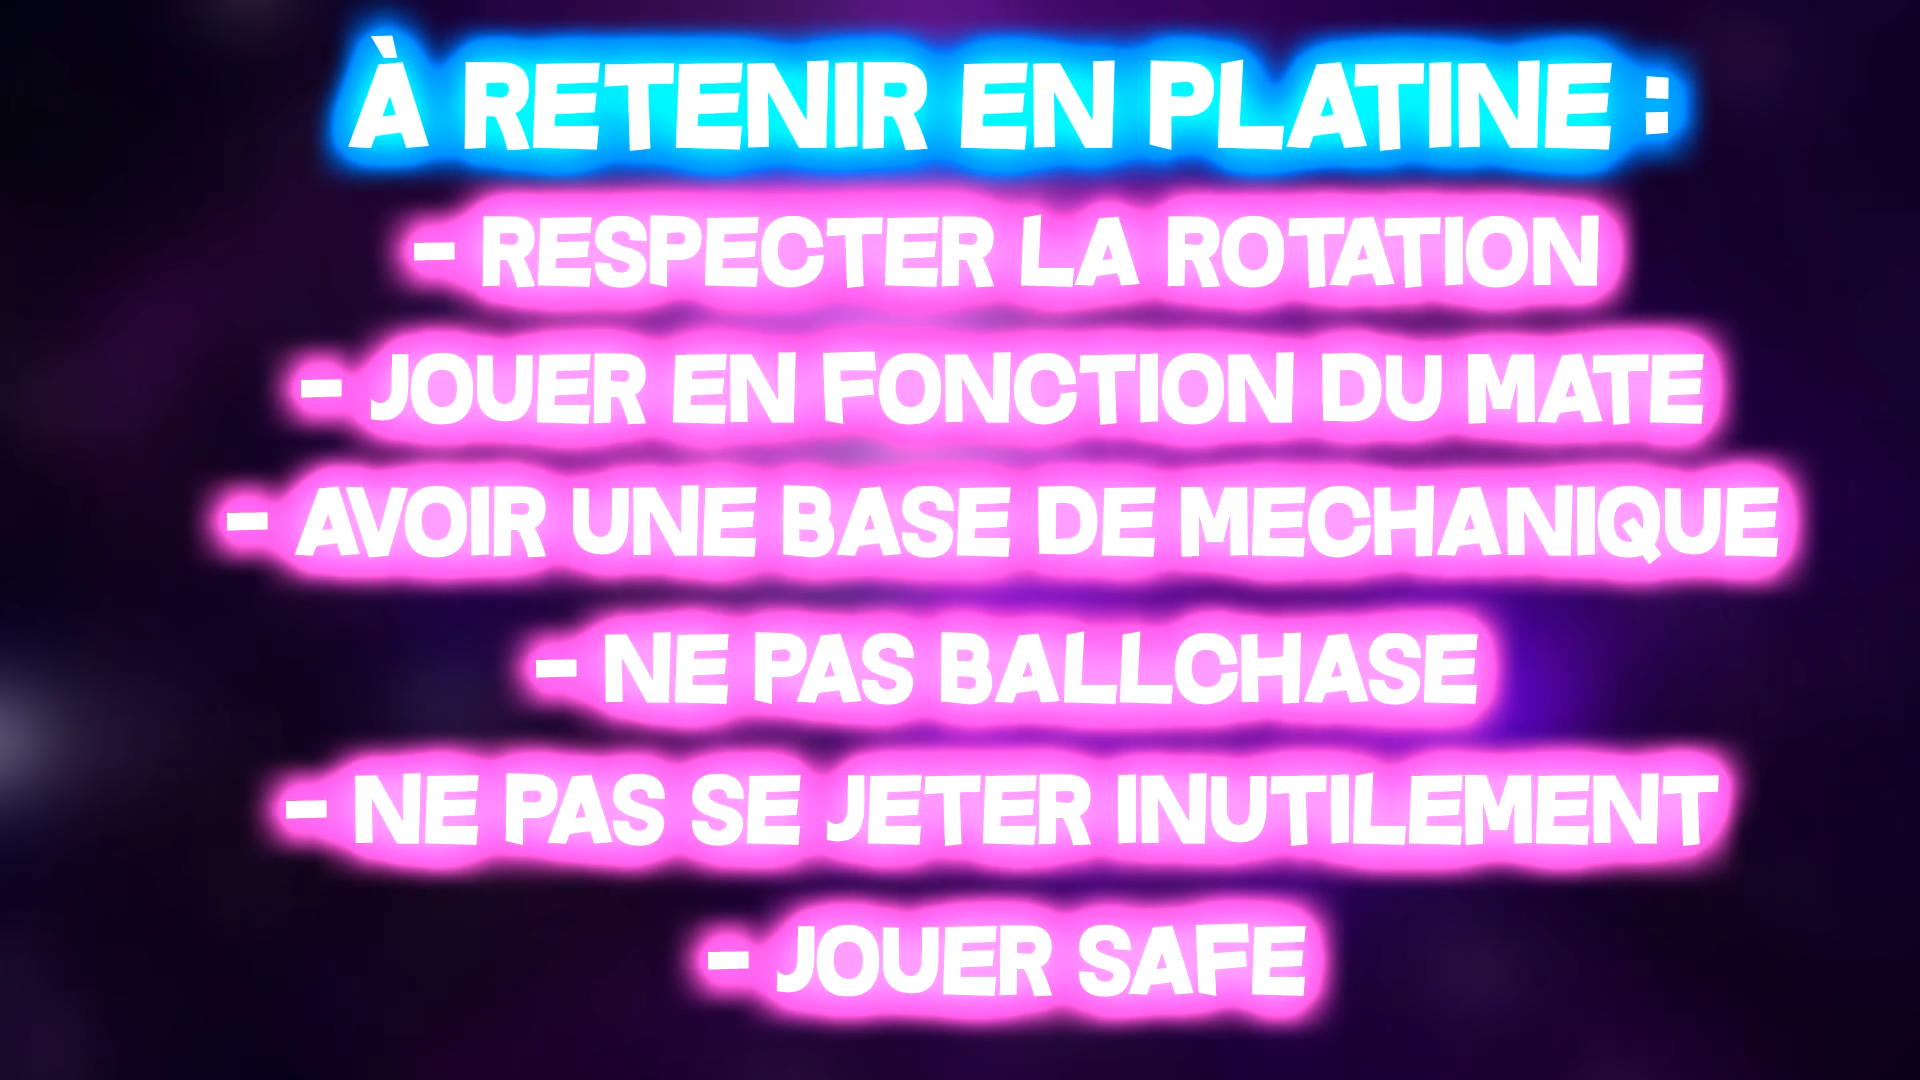 À RETENIR EN PLATINE :
- RESPECTER LA ROTATION
- JOUER EN FONCTION DU MATE
- AVOIR UNE BASE DE MECHANIQUE
- NE PAS BALLCHASE
- NE PAS SE JETER INUTILEMENT
- JOUER SAFE